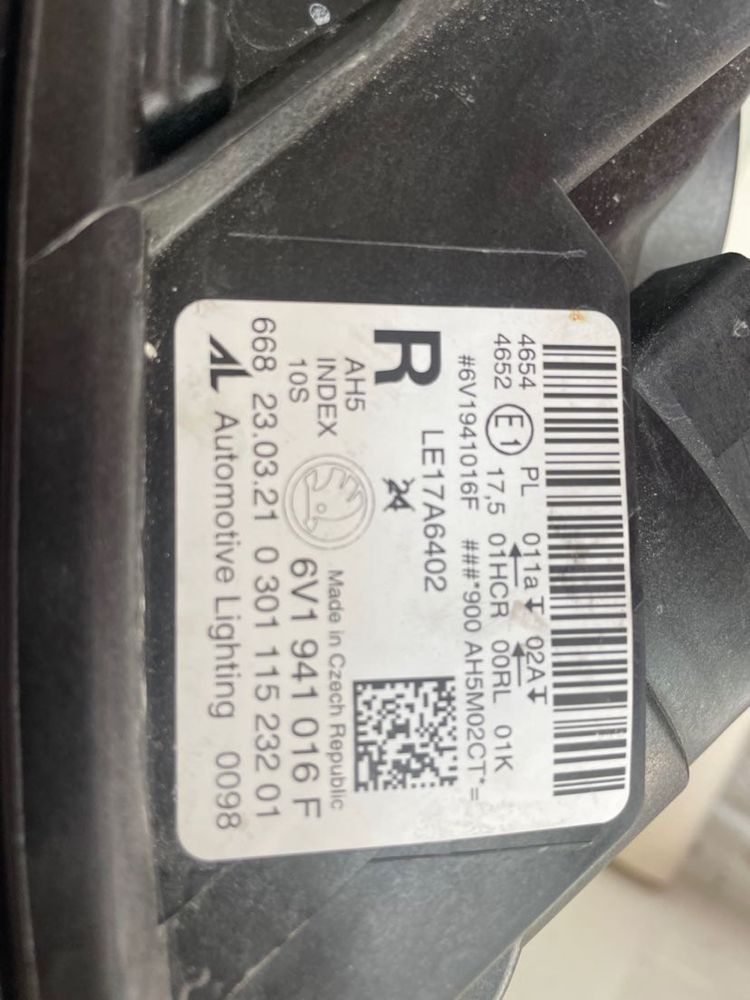 4654 PL 011a 02A
4652 E1 17,5 01HCR 00RL 01K
#6V1941016F ###*900 AH5M02CT*=
R LE17A6402
24
AH5
INDEX
10S
Made in Czech Republic
6V1 941 016 F
668 23.03.21 0 301 115 232 01
AL Automotive Lighting 0098